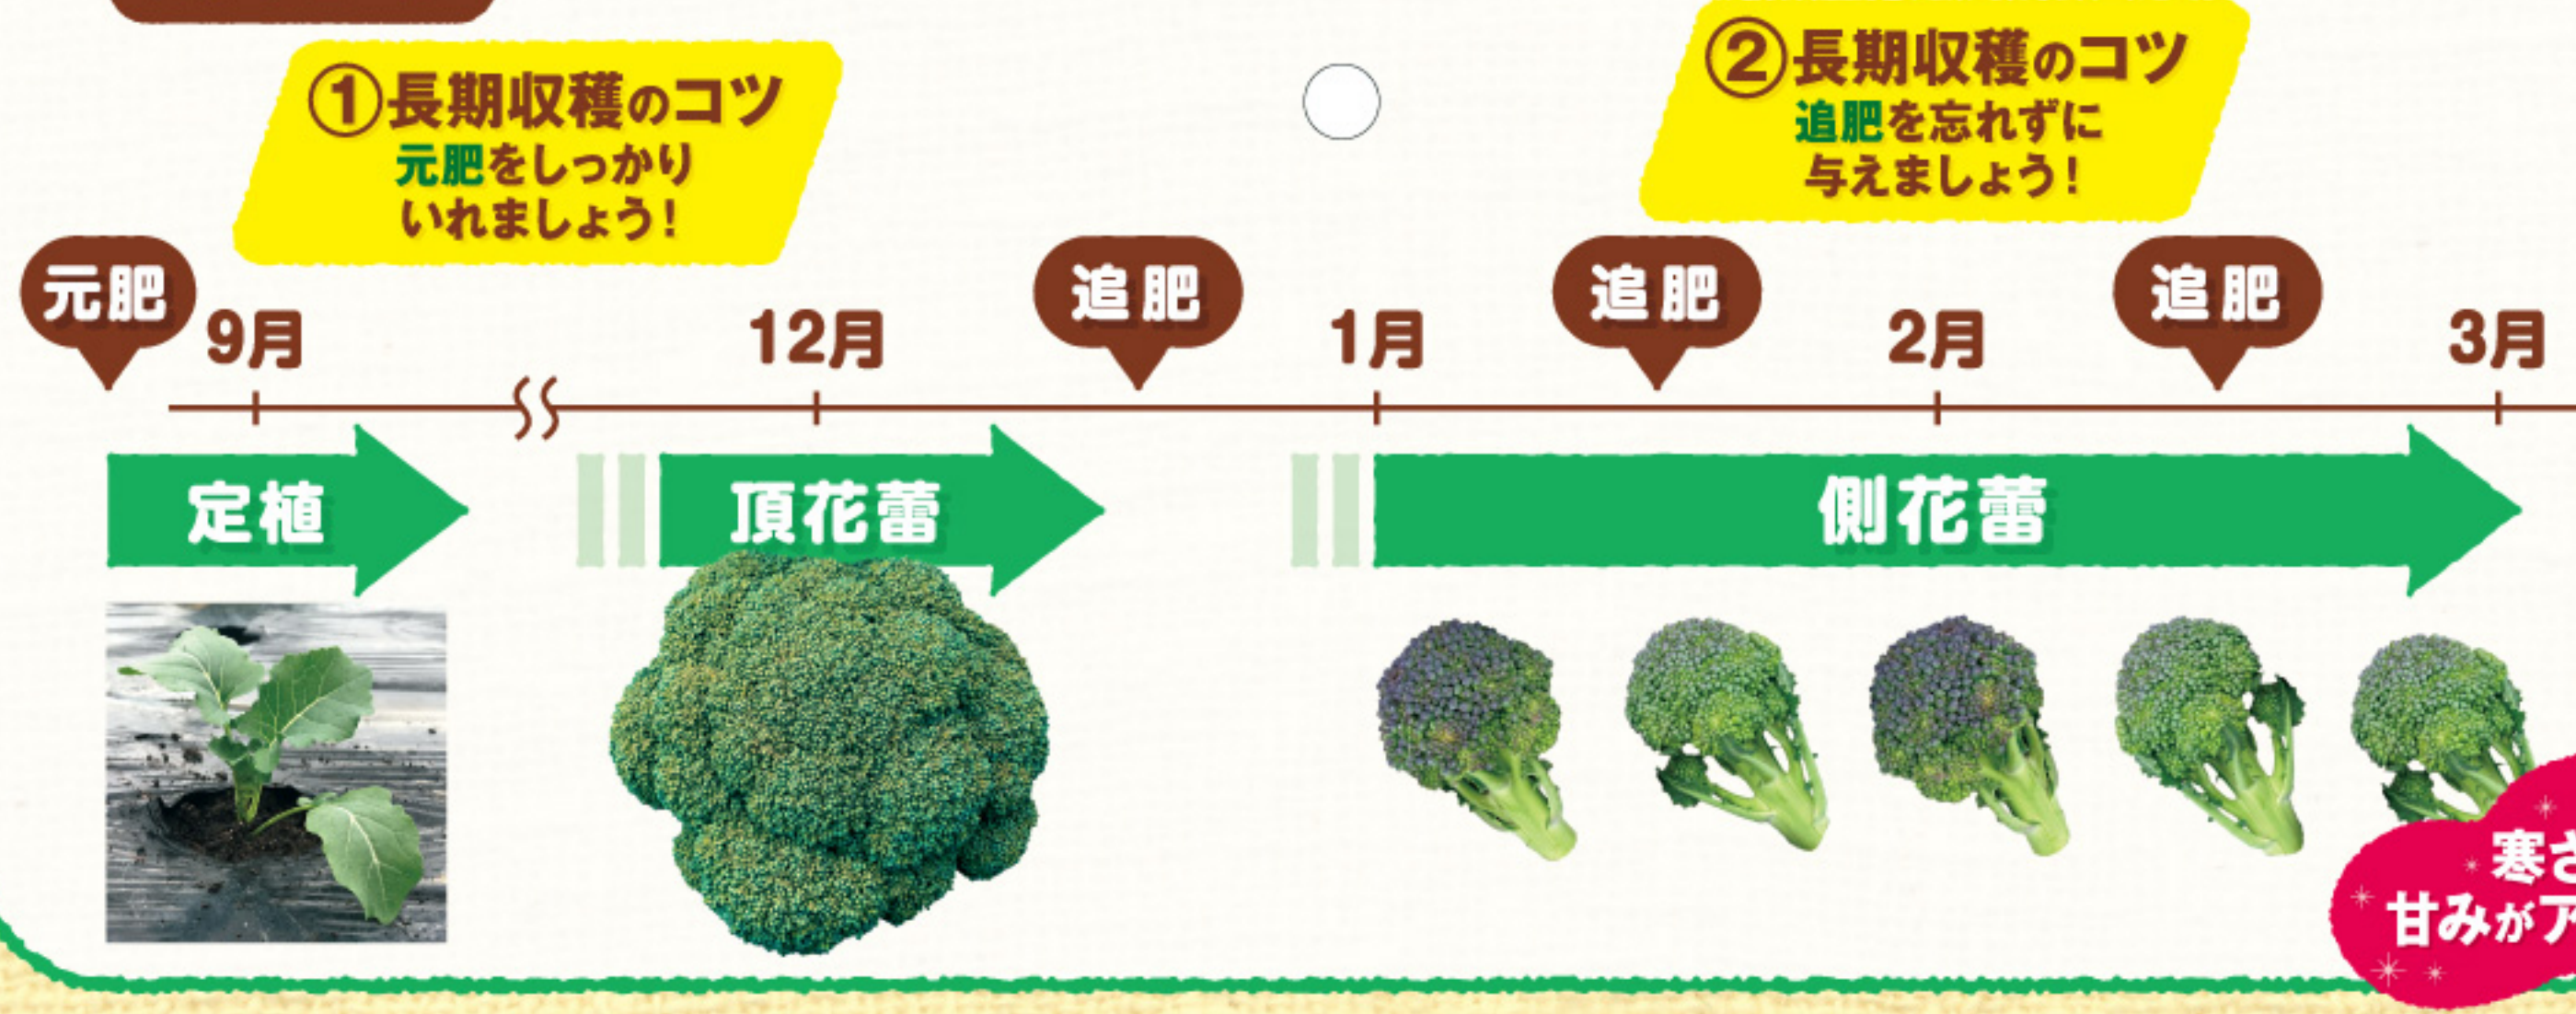 ①長期収穫のコツ
元肥をしっかり
いれましょう!
②長期収穫のコツ
追肥を忘れずに
与えましょう!
元肥
追肥
追肥
追肥
9月
12月
1月
2月
3月
定植
頂花蕾
側花蕾
寒さ
甘みがア